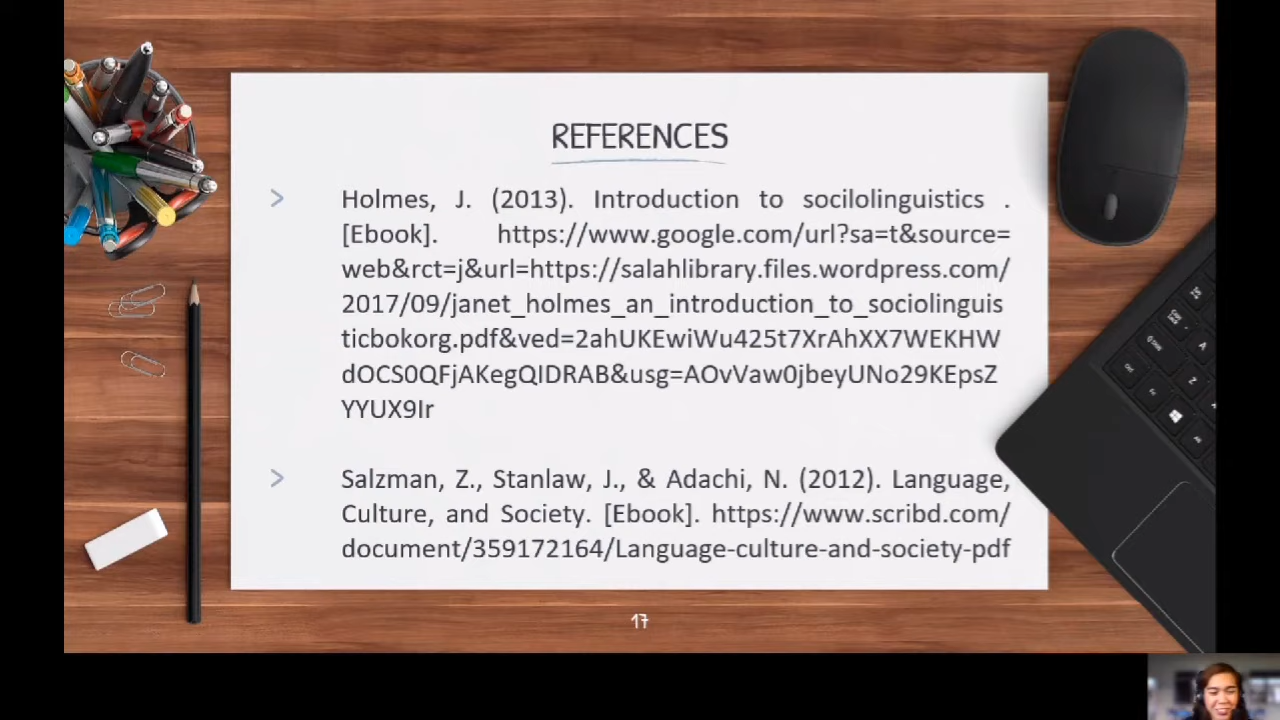 REFERENCES
Holmes, J. (2013). Introduction to socilolinguistics .
[Ebook]. https://www.google.com/url?sa=t&source=
web&rct=j&url=https://salahlibrary.files.wordpress.com/
2017/09/janet_holmes_an_introduction_to_sociolinguis
ticbokorg.pdf&ved=2ahUKEwiWu425t7XrAhXX7WEKHW
dOCS0QFjAKegQIDRAB&usg=AOvVaw0jbeyUNo29KEpsZ
YYUX9Ir
Salzman, Z., Stanlaw, J., & Adachi, N. (2012). Language,
Culture, and Society. [Ebook]. https://www.scribd.com/
document/359172164/Language-culture-and-society-pdf
17